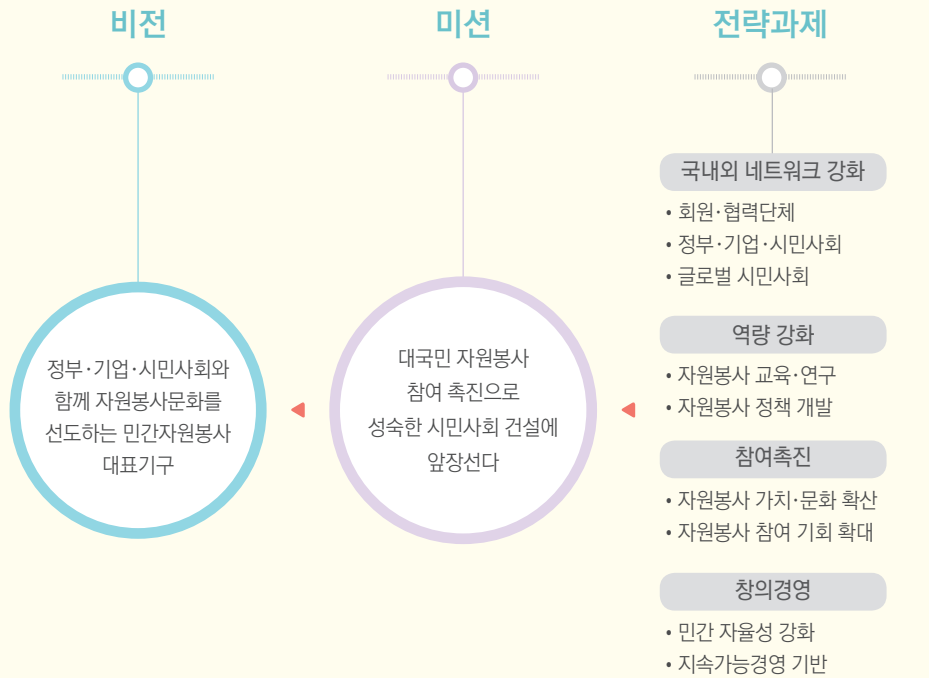 비전
정부·기업·시민사회와
함께 자원봉사문화를
선도하는 민간자원봉사
대표기구
미션
대국민 자원봉사
참여 촉진으로
성숙한 시민사회 건설에
앞장선다
전략과제
국내외 네트워크 강화
• 회원·협력단체
• 정부·기업·시민사회
• 글로벌 시민사회
역량 강화
• 자원봉사 교육·연구
• 자원봉사 정책 개발
참여촉진
• 자원봉사 가치·문화 확산
• 자원봉사 참여 기회 확대
창의경영
• 민간 자율성 강화
• 지속가능경영 기반